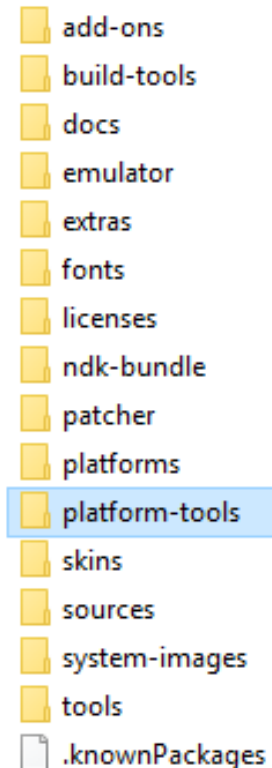 add-ons
build-tools
docs
emulator
extras
fonts
licenses
ndk-bundle
patcher
platforms
platform-tools
skins
sources
system-images
tools
.knownPackages